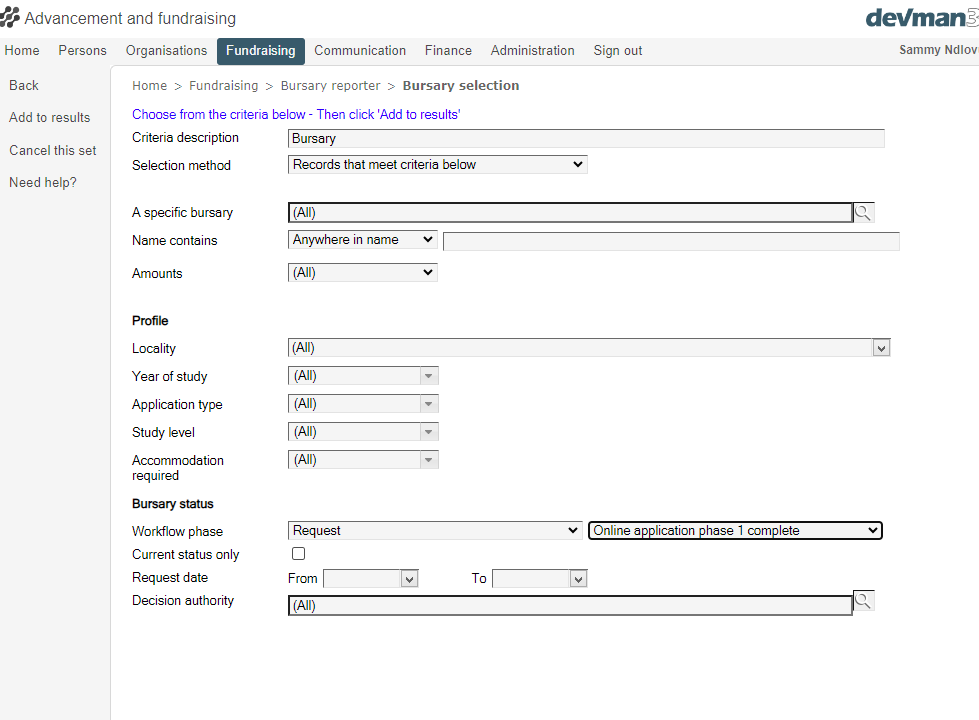 Advancement and fundraising
devman3
Home Persons Organisations Fundraising Communication Finance Administration Sign out
Sammy Ndlov
Back
Add to results
Cancel this set
Need help?
Home > Fundraising > Bursary reporter > Bursary selection
Choose from the criteria below - Then click 'Add to results'
Criteria description Bursary
Selection method Records that meet criteria below
A specific bursary (All)
Name contains Anywhere in name
Amounts (All)
Profile
Locality (All)
Year of study (All)
Application type (All)
Study level (All)
Accommodation required (All)
Bursary status
Workflow phase Request Online application phase 1 complete
Current status only
Request date From To
Decision authority (All)